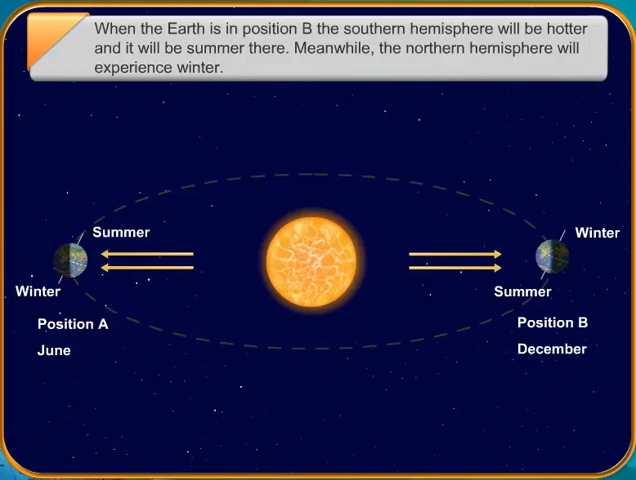 When the Earth is in position B the southern hemisphere will be hotter
and it will be summer there. Meanwhile, the northern hemisphere will
experience winter.
Summer
Winter
Winter
Summer
Position A
Position B
June
December